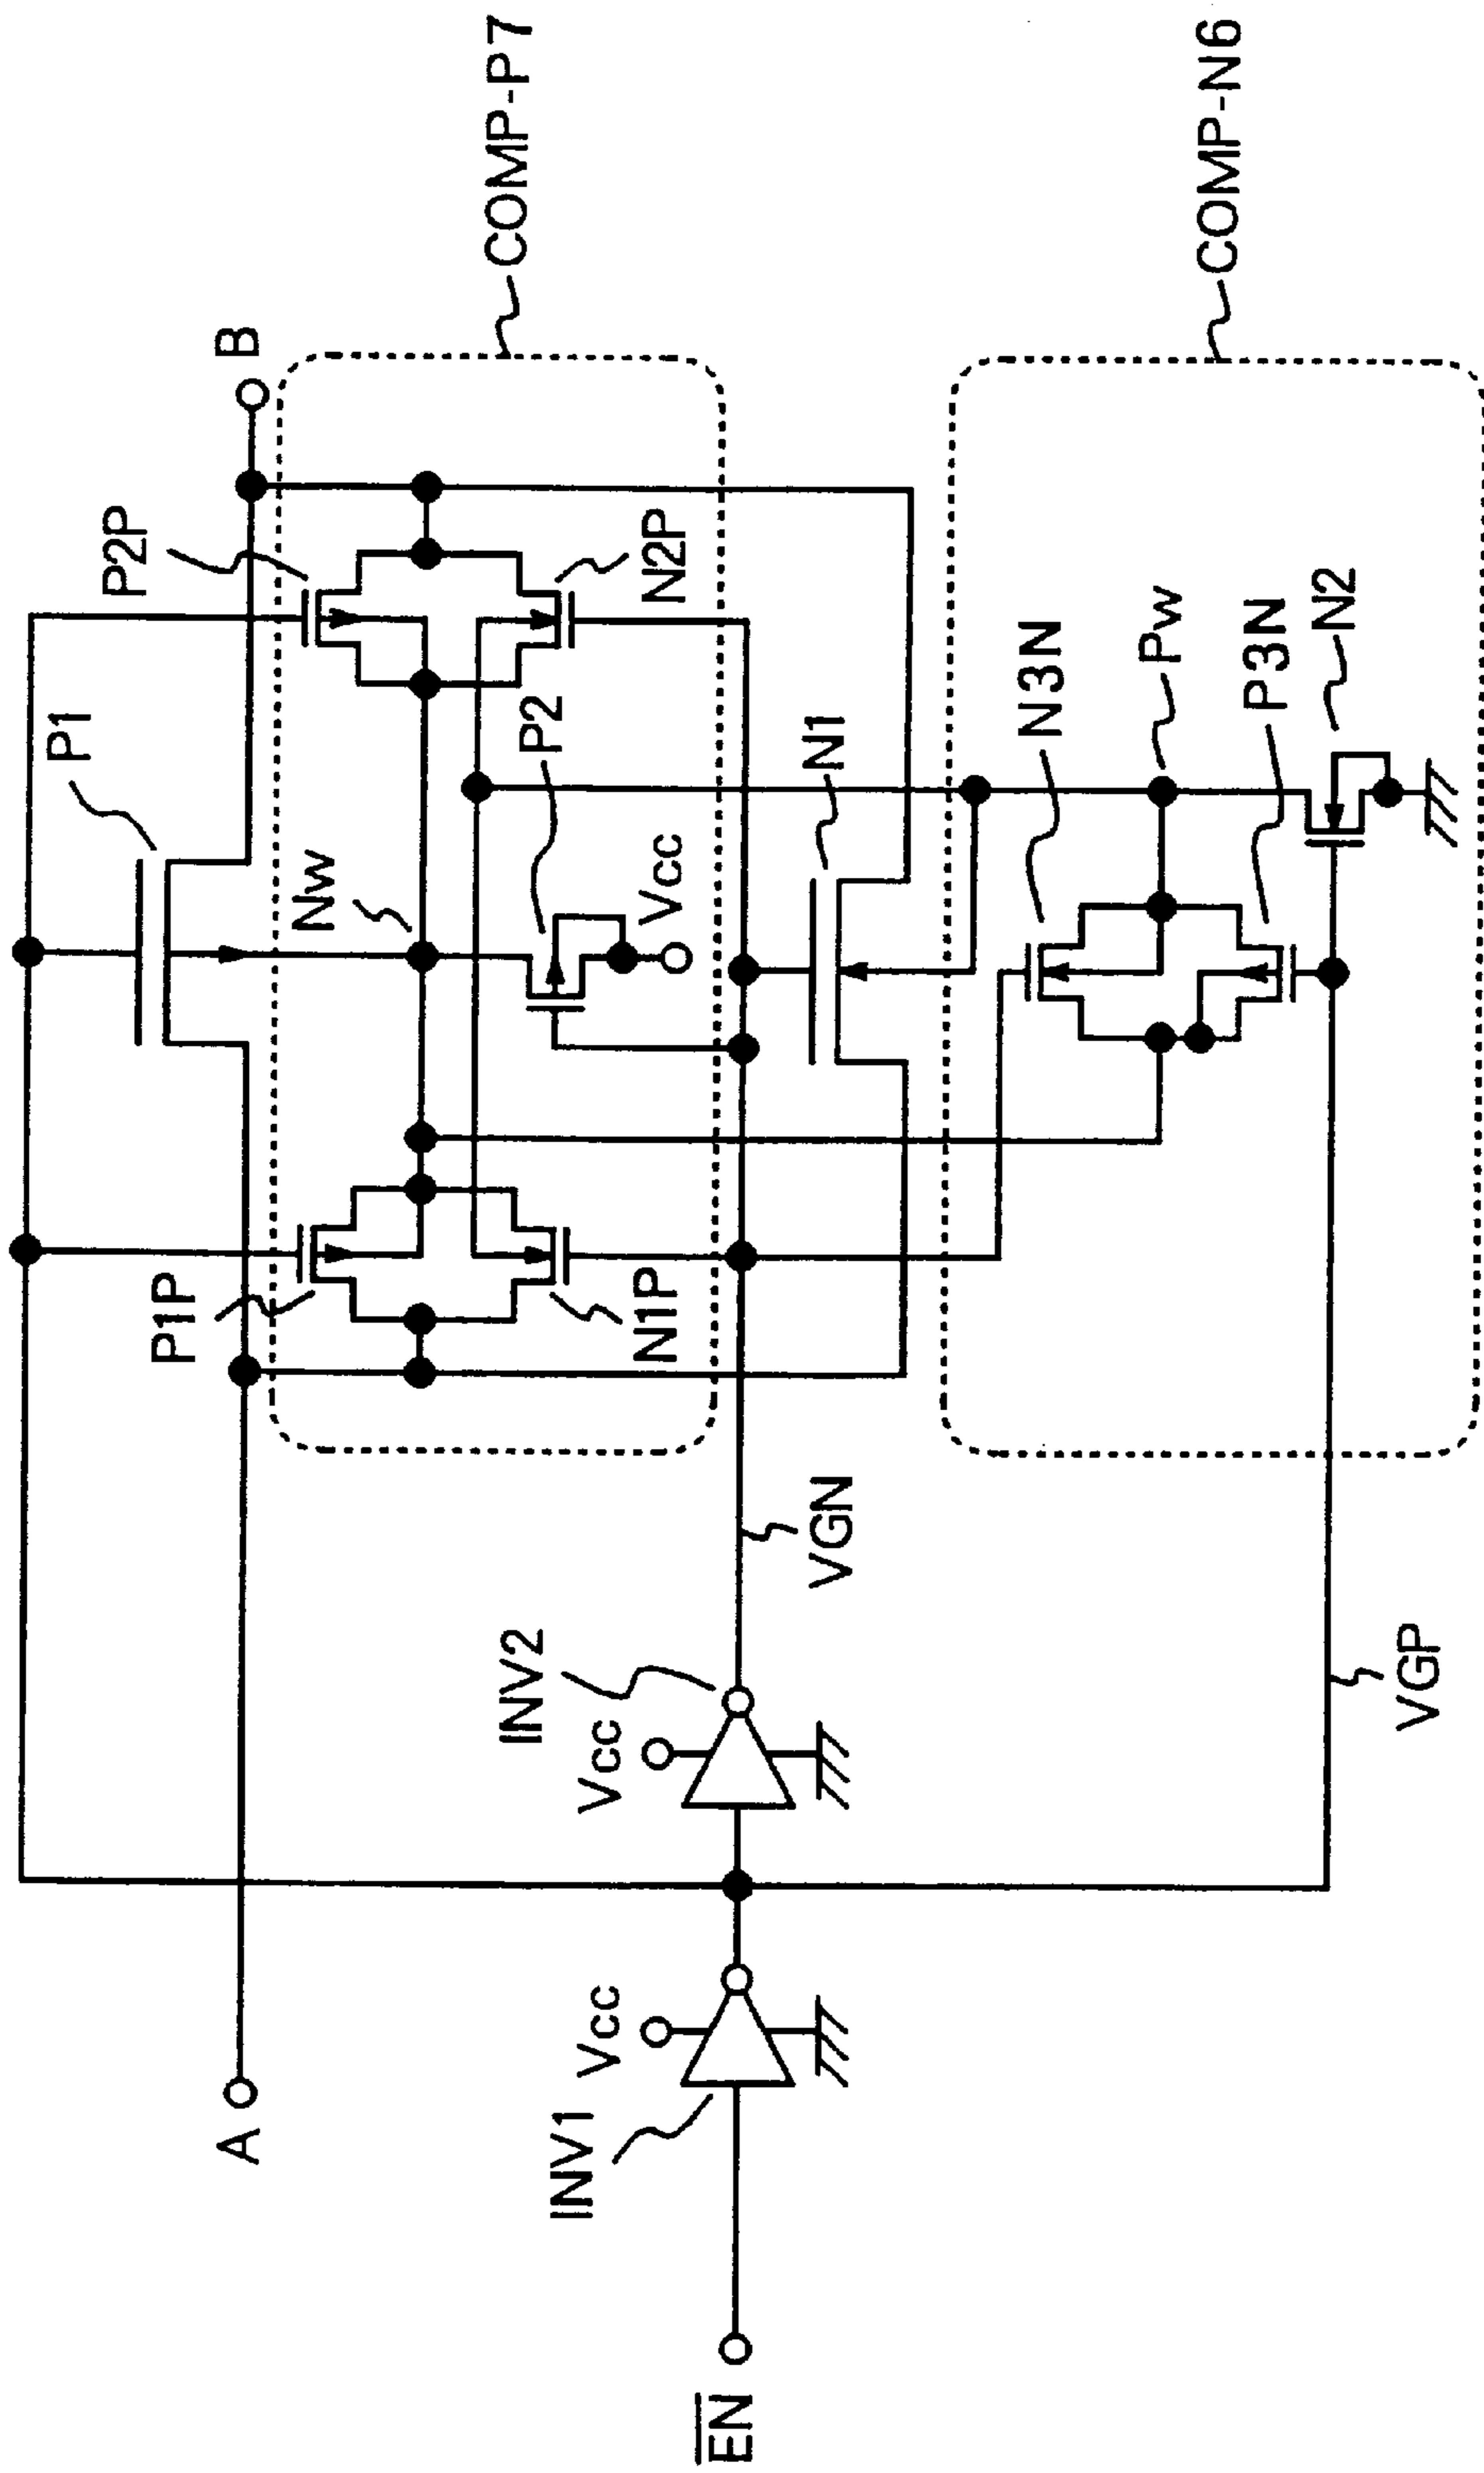 P1
P2P
B
P1P
Nw
P2
Vcc
N1P
N2P
COMP-P7
A
INV1
Vcc
INV2
Vcc
EN
VGN
N1
N3N
Pw
P3N
N2
COMP-N6
VGP